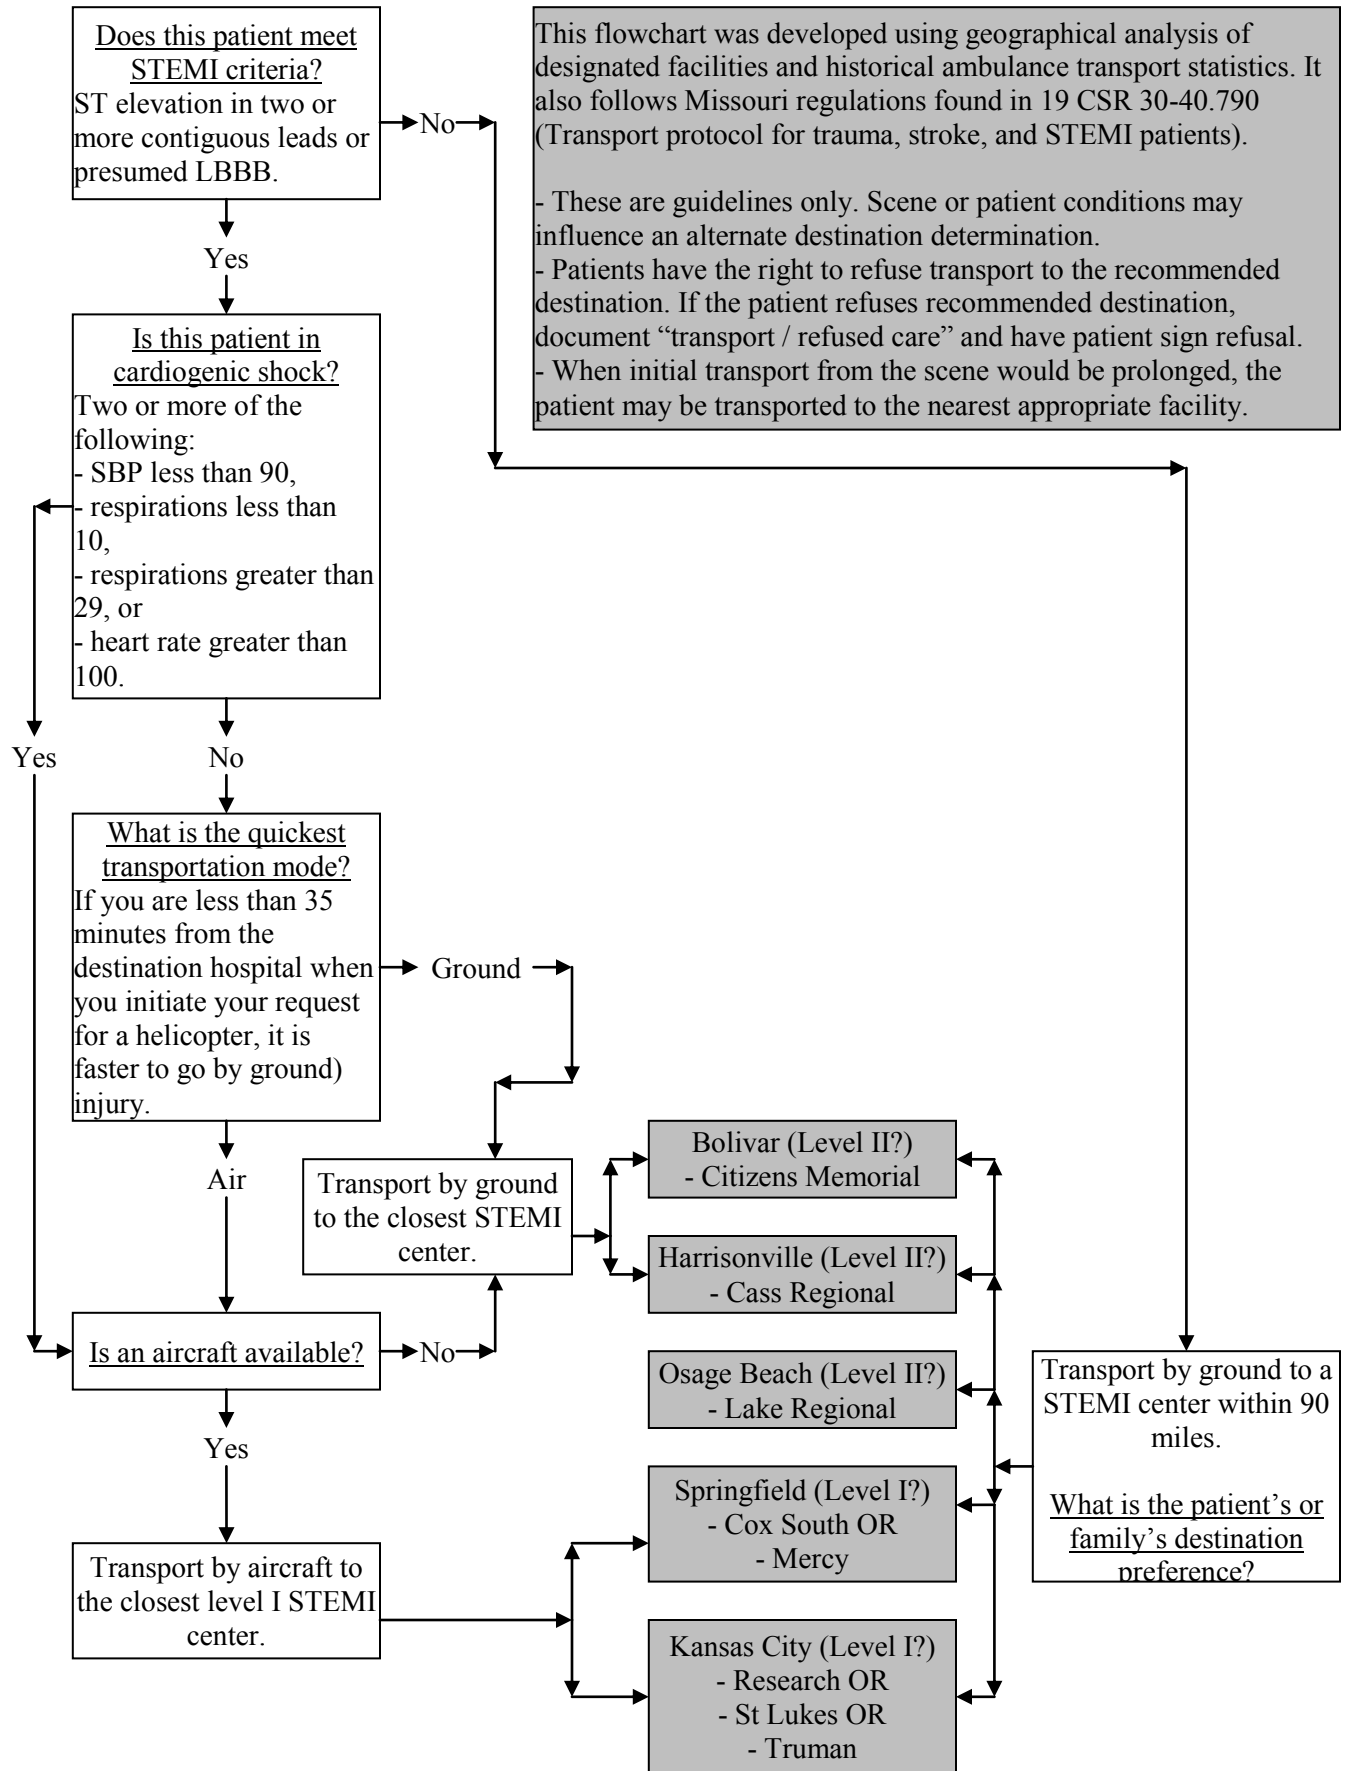 Does this patient meet
STEMI criteria?
ST elevation in two or
more contiguous leads or
presumed LBBB.
No
This flowchart was developed using geographical analysis of
designated facilities and historical ambulance transport statistics. It
also follows Missouri regulations found in 19 CSR 30-40.790
(Transport protocol for trauma, stroke, and STEMI patients).
- These are guidelines only. Scene or patient conditions may
influence an alternate destination determination.
- Patients have the right to refuse transport to the recommended
destination. If the patient refuses recommended destination,
document “transport / refused care” and have patient sign refusal.
- When initial transport from the scene would be prolonged, the
patient may be transported to the nearest appropriate facility.
Yes
Is this patient in
cardiogenic shock?
Two or more of the
following:
- SBP less than 90,
- respirations less than
10,
- respirations greater than
29, or
- heart rate greater than
100.
Yes
No
What is the quickest
transportation mode?
If you are less than 35
minutes from the
destination hospital when
you initiate your request
for a helicopter, it is
faster to go by ground)
injury.
Ground
Air
Transport by ground
to the closest STEMI
center.
Bolivar (Level II?)
- Citizens Memorial
Harrisonville (Level II?)
- Cass Regional
Is an aircraft available?
No
Osage Beach (Level II?)
- Lake Regional
Transport by ground to a
STEMI center within 90
miles.
What is the patient’s or
family’s destination
preference?
Yes
Springfield (Level I?)
- Cox South OR
- Mercy
Transport by aircraft to
the closest level I STEMI
center.
Kansas City (Level I?)
- Research OR
- St Lukes OR
- Truman